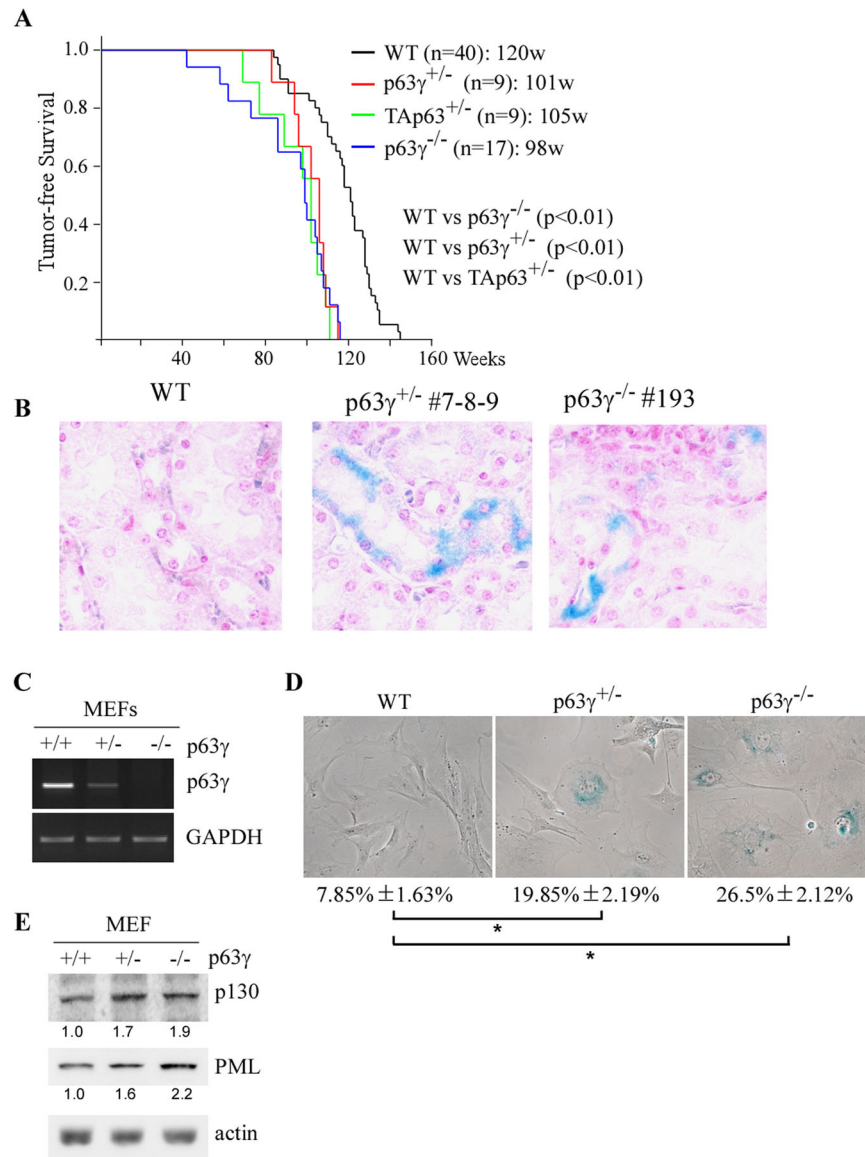 A
Tumor-free Survival
1.0
0.8
0.6
0.4
0.2
40
80
120
160
Weeks
WT (n=40): 120w
p63γ+/- (n=9): 101w
TAp63+/- (n=9): 105w
p63γ-/- (n=17): 98w
WT vs p63γ-/- (p<0.01)
WT vs p63γ+/- (p<0.01)
WT vs TAp63+/- (p<0.01)
B
WT
p63γ+/- #7-8-9
p63γ-/- #193
C
MEFs
+/+ +/- -/- p63γ
p63γ
GAPDH
D
WT
p63γ+/-
p63γ-/-
7.85%±1.63%
19.85%±2.19%
26.5%±2.12%
*
*
E
MEF
+/+ +/- -/- p63γ
p130
1.0 1.7 1.9
PML
1.0 1.6 2.2
actin